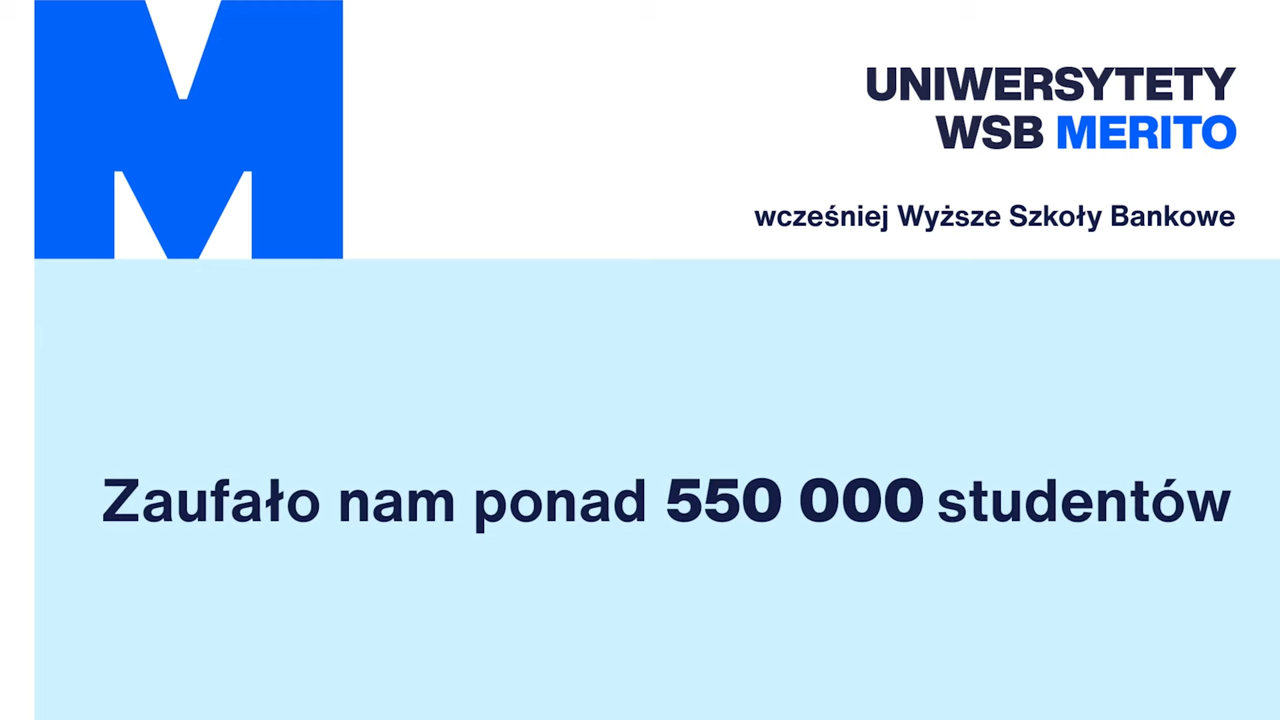 UNIWERSYTETY
WSB MERITO
wcześniej Wyższe Szkoły Bankowe
Zaufało nam ponad 550 000 studentów